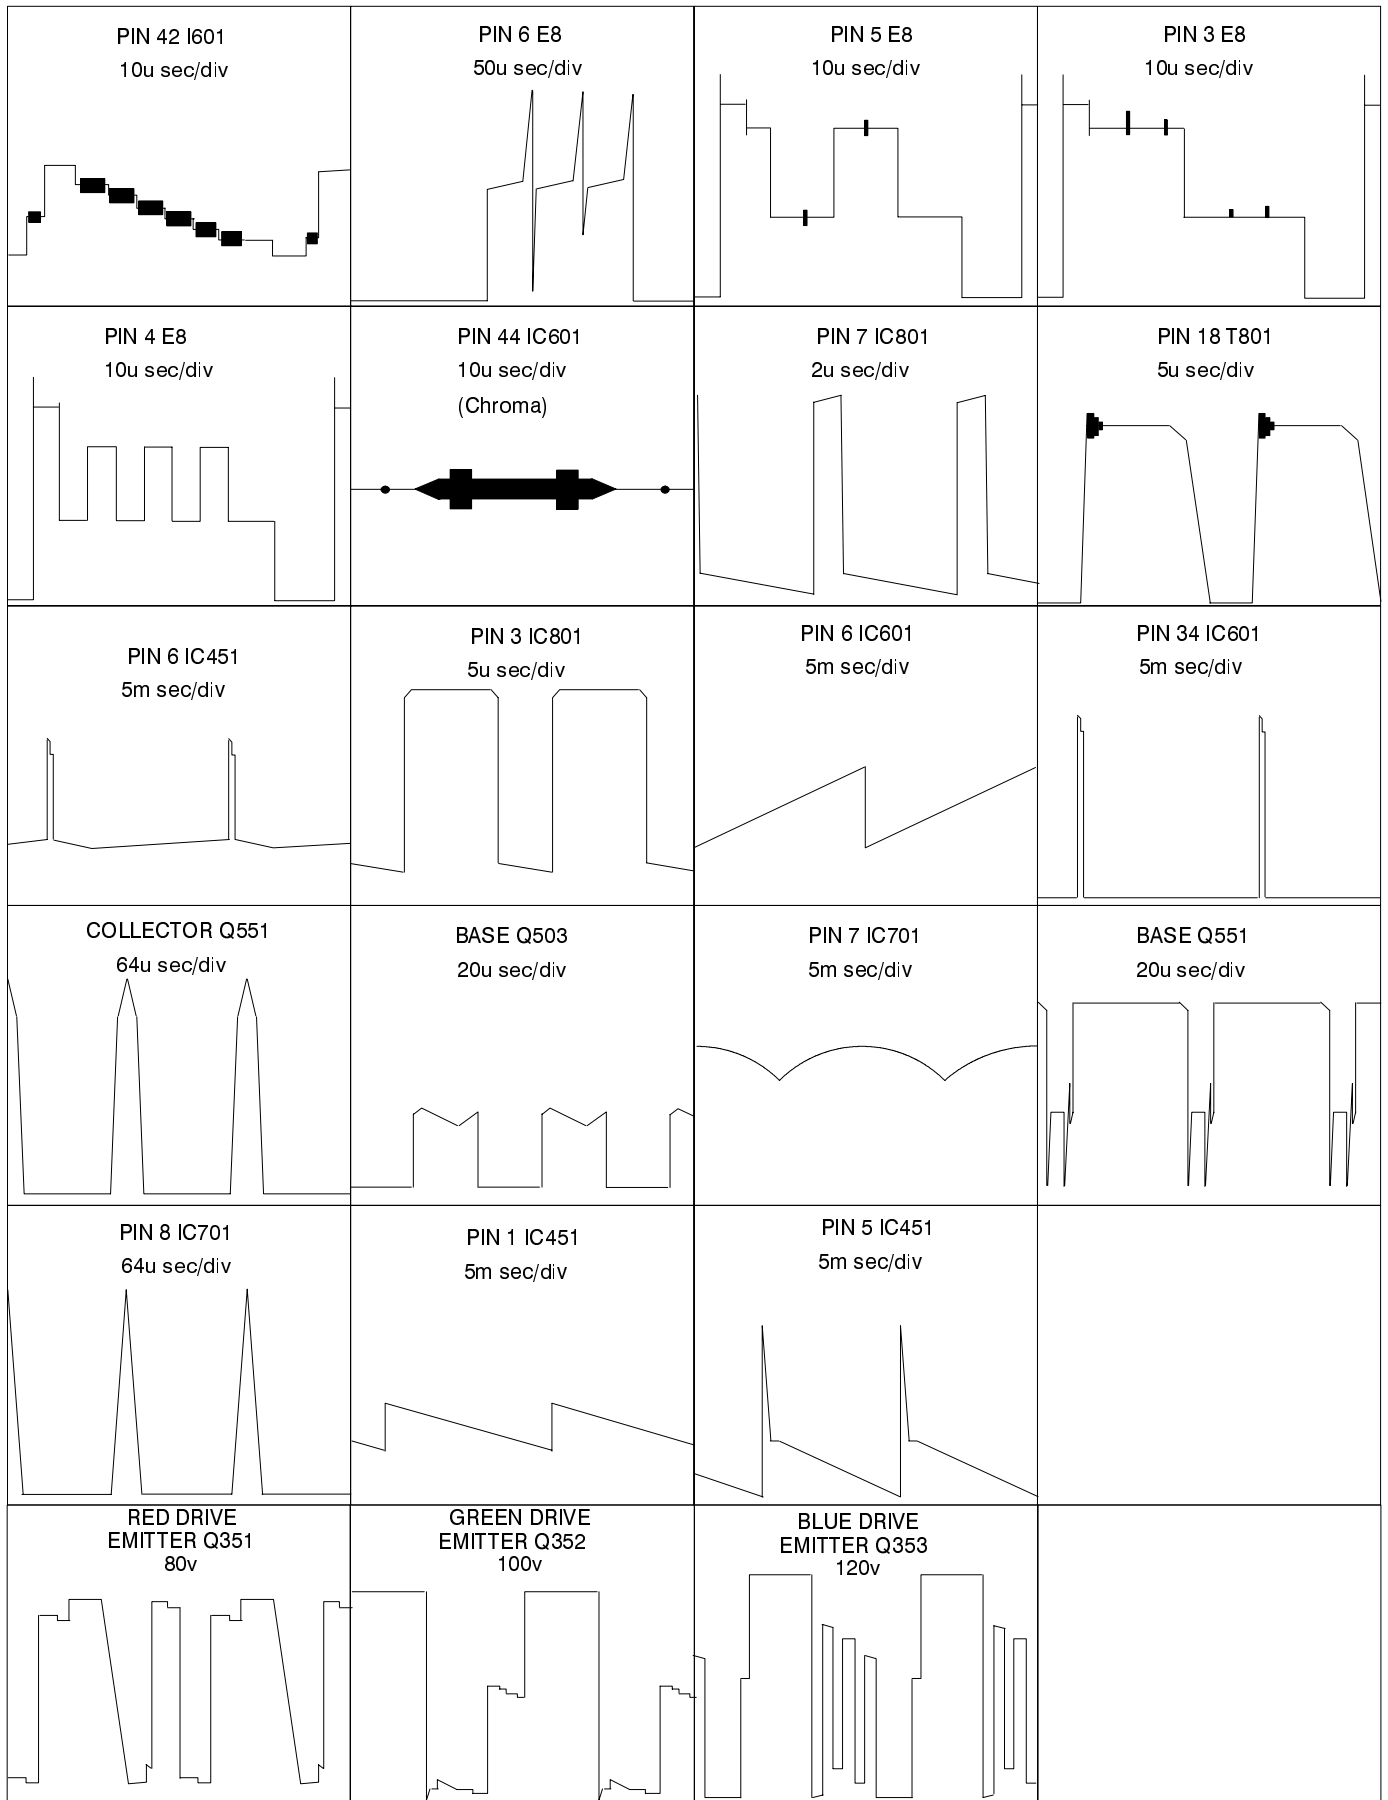 PIN 42 I601
10u sec/div
PIN 6 E8
50u sec/div
PIN 5 E8
10u sec/div
PIN 3 E8
10u sec/div
PIN 4 E8
10u sec/div
PIN 44 IC601
10u sec/div
(Chroma)
PIN 7 IC801
2u sec/div
PIN 18 T801
5u sec/div
PIN 6 IC451
5m sec/div
PIN 3 IC801
5u sec/div
PIN 6 IC601
5m sec/div
PIN 34 IC601
5m sec/div
COLLECTOR Q551
64u sec/div
BASE Q503
20u sec/div
PIN 7 IC701
5m sec/div
BASE Q551
20u sec/div
PIN 8 IC701
64u sec/div
PIN 1 IC451
5m sec/div
PIN 5 IC451
5m sec/div
RED DRIVE
EMITTER Q351
80v
GREEN DRIVE
EMITTER Q352
100v
BLUE DRIVE
EMITTER Q353
120v